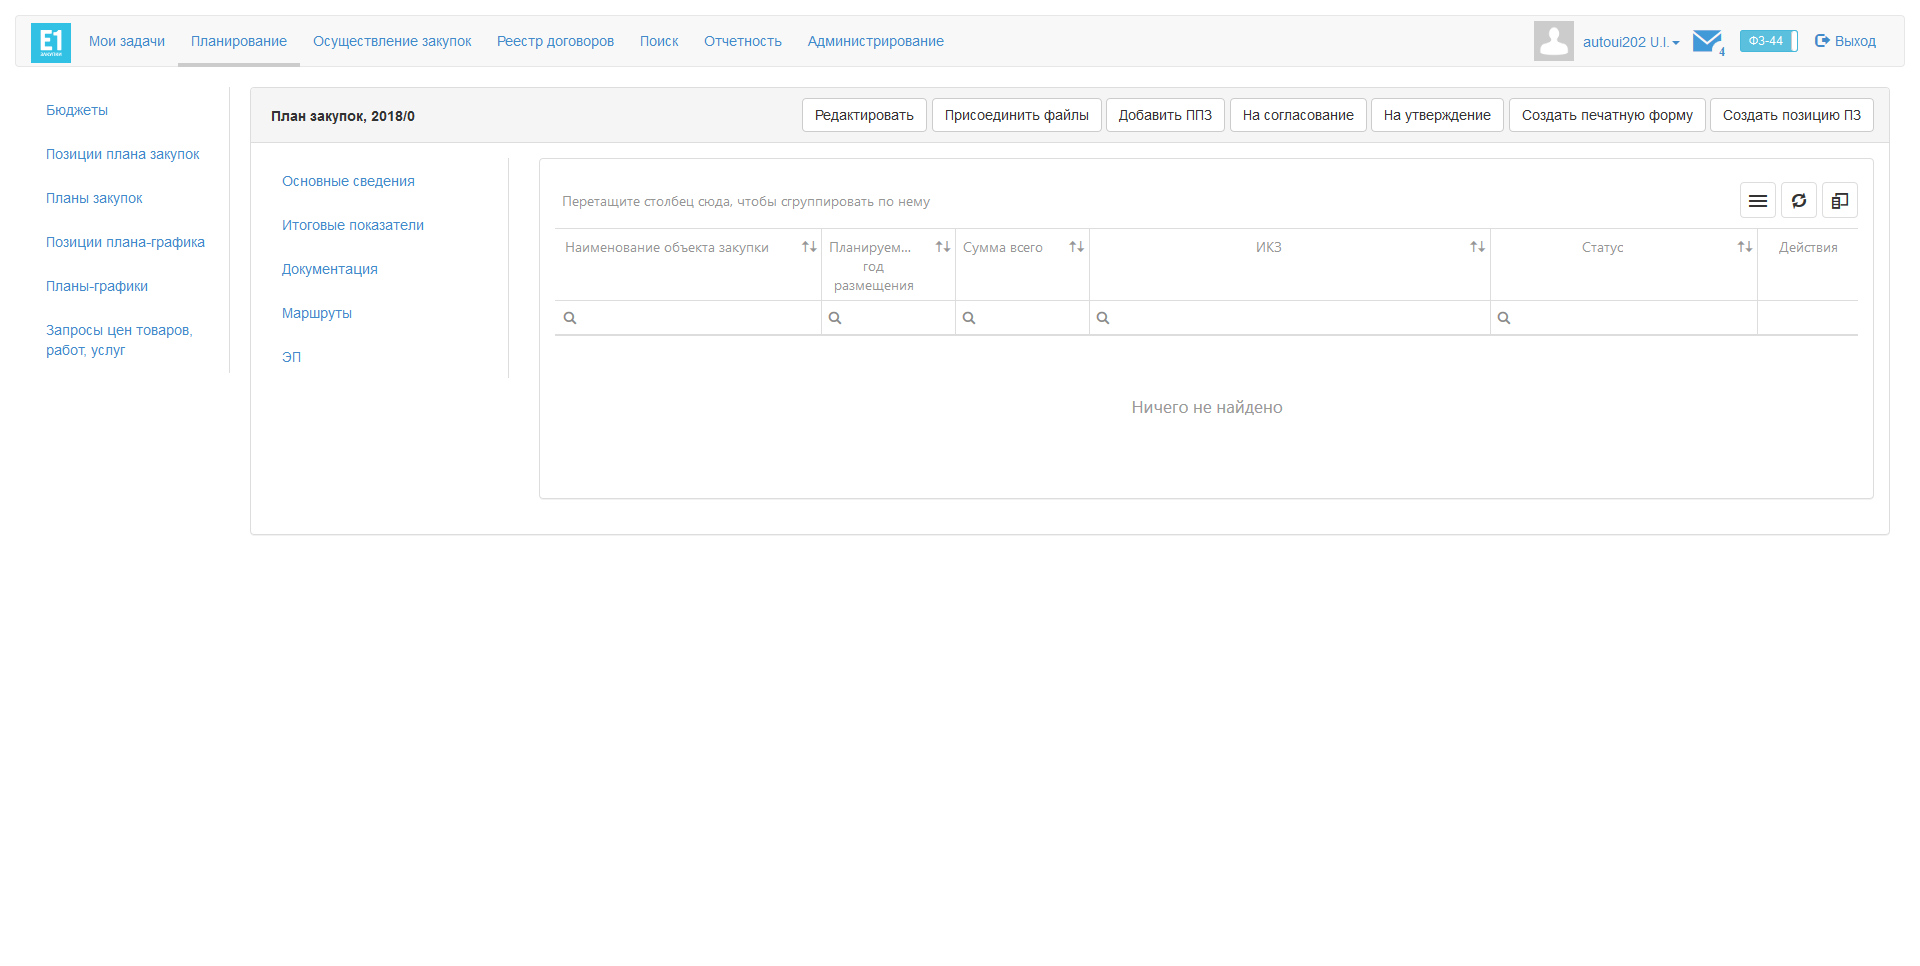 E1
ЗАКУПКИ
Мои задачи
Планирование
Осуществление закупок
Реестр договоров
Поиск
Отчетность
Администрирование
autoui202 U.I.
4
ФЗ-44
Выход
Бюджеты
Позиции плана закупок
Планы закупок
Позиции плана-графика
Планы-графики
Запросы цен товаров,
работ, услуг
План закупок, 2018/0
Редактировать
Присоединить файлы
Добавить ППЗ
На согласование
На утверждение
Создать печатную форму
Создать позицию ПЗ
Основные сведения
Итоговые показатели
Документация
Маршруты
ЭП
Перетащите столбец сюда, чтобы сгруппировать по нему
Наименование объекта закупки
Планируем...
год
размещения
Сумма всего
ИКЗ
Статус
Действия
Ничего не найдено